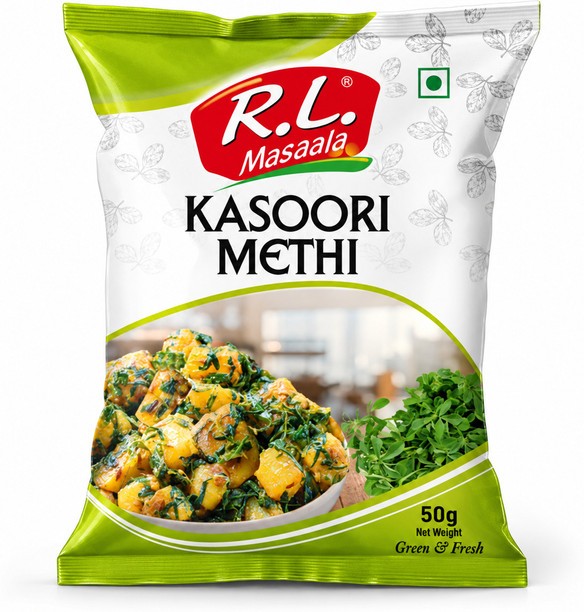 R.L.®
Masaala
KASOORI
METHI
50g
Net Weight
Green & Fresh